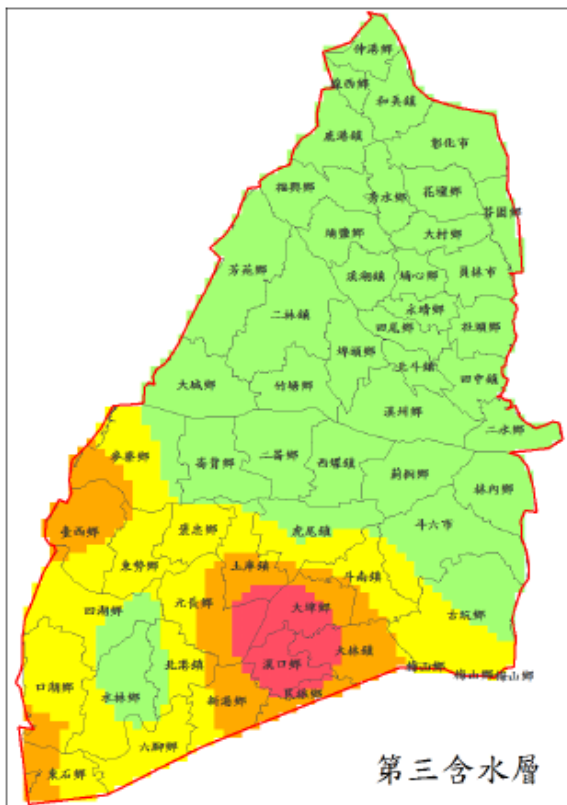 伸港鄉
線西鄉
和美鎮
鹿港鎮
彰化市
福興鄉
秀水鄉
花壇鄉
芬園鄉
埔鹽鄉
大村鄉
芳苑鄉
溪湖鎮
埔心鄉
員林市
二林鎮
永靖鄉
田尾鄉
社頭鄉
埤頭鄉
北斗鎮
田中鎮
大城鄉
竹塘鄉
溪州鄉
二水鄉
麥寮鄉
崙背鄉
二崙鄉
西螺鎮
莿桐鄉
林內鄉
臺西鄉
褒忠鄉
虎尾鎮
斗六市
東勢鄉
土庫鎮
斗南鎮
四湖鄉
元長鄉
大埤鄉
古坑鄉
口湖鄉
水林鄉
北港鎮
溪口鄉
大林鎮
梅山鄉
梅山鄉
梅山鄉
新港鄉
民雄鄉
六腳鄉
東石鄉
第三含水層